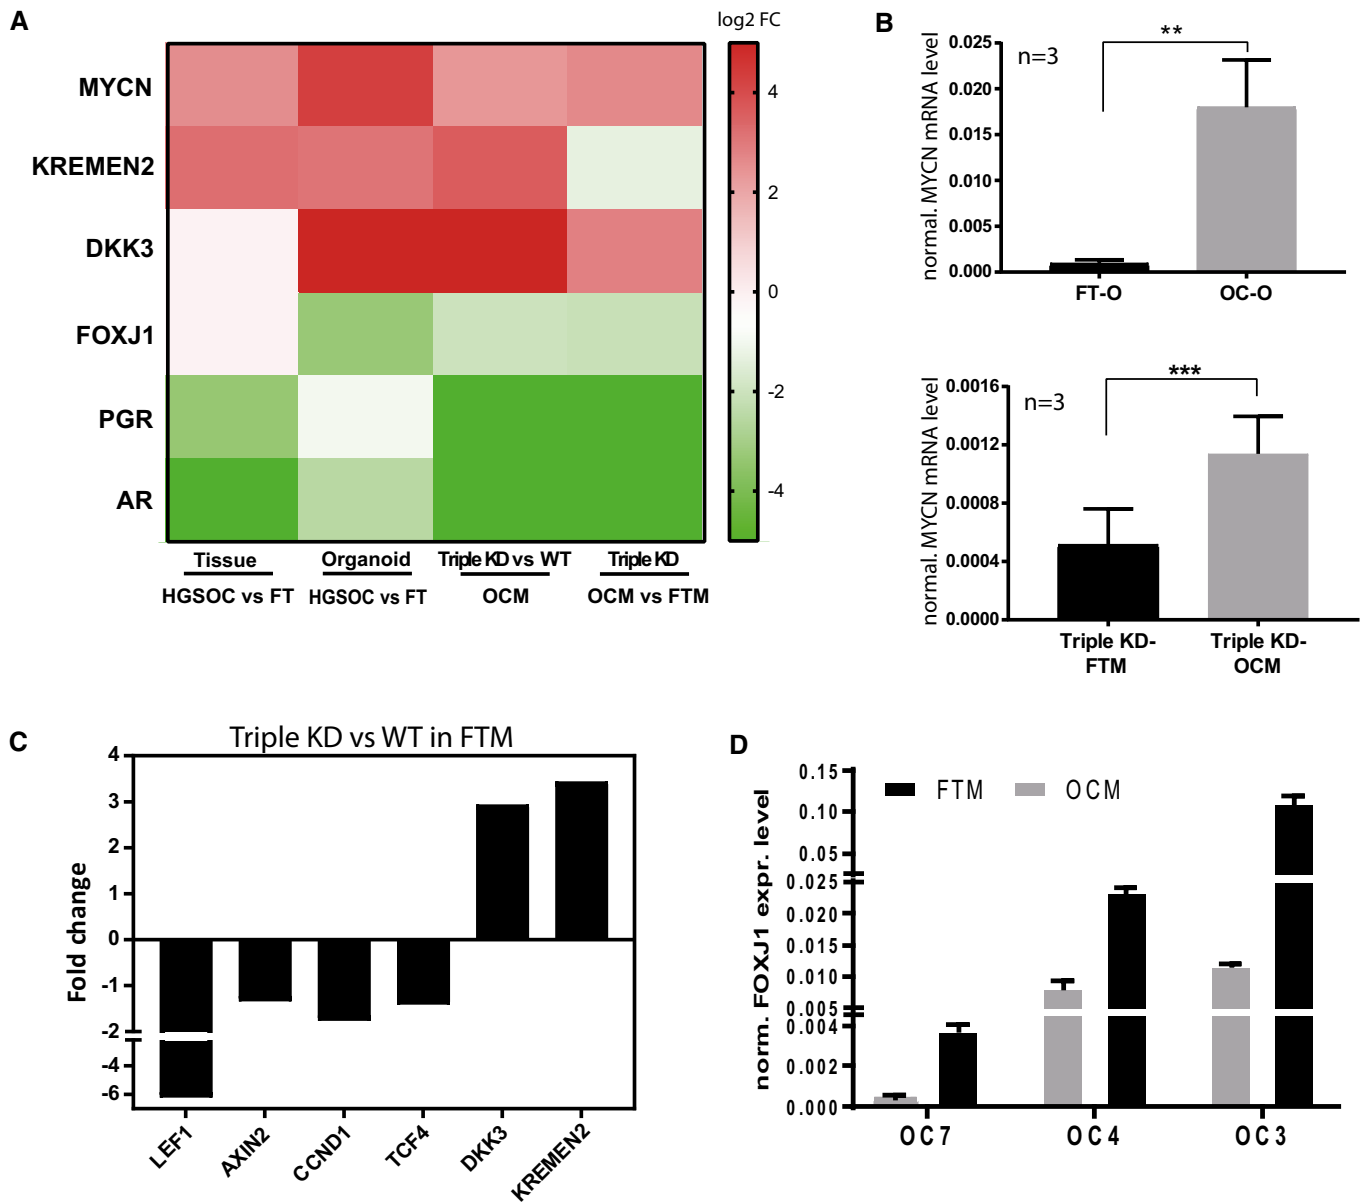 A
log2 FC
MYCN
KREMEN2
DKK3
FOXJ1
PGR
AR
4
2
0
-2
-4
Tissue
HGSOC vs FT
Organoid
HGSOC vs FT
Triple KD vs WT
OCM
Triple KD
OCM vs FTM
B
normal. MYCN mRNA level
0.025
0.020
0.015
0.010
0.005
0.000
n=3
**
FT-O
OC-O
normal. MYCN mRNA level
0.0016
0.0012
0.0008
0.0004
0.0000
n=3
***
Triple KD-
FTM
Triple KD-
OCM
C
Triple KD vs WT in FTM
Fold change
4
3
2
1
0
-1
-2
-4
-6
LEF1
AXIN2
CCND1
TCF4
DKK3
KREMEN2
D
norm. FOXJ1 expr. level
0.15
0.10
0.05
0.025
0.020
0.015
0.010
0.005
0.004
0.002
0.000
FTM
OCM
OC7
OC4
OC3